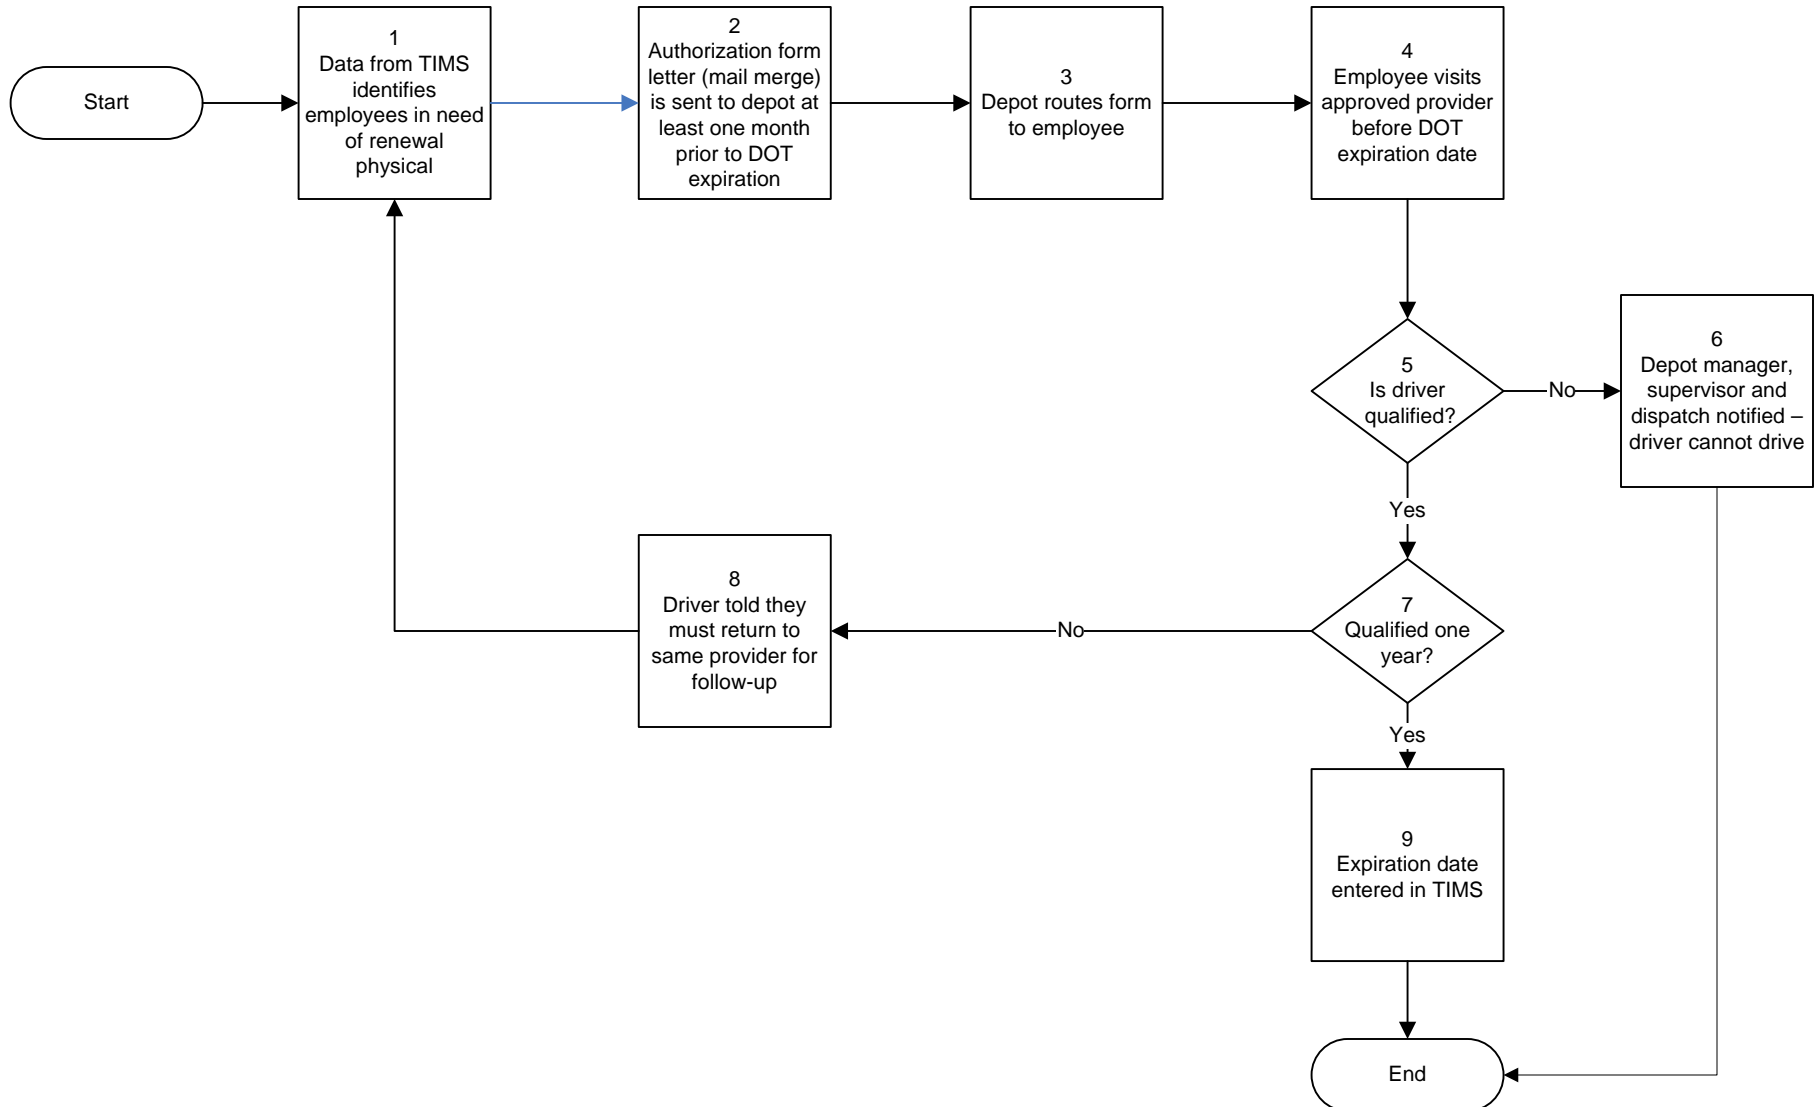 Start
1
Data from TIMS
identifies
employees in need
of renewal
physical
2
Authorization form
letter (mail merge)
is sent to depot at
least one month
prior to DOT
expiration
3
Depot routes form
to employee
4
Employee visits
approved provider
before DOT
expiration date
5
Is driver
qualified?
No
6
Depot manager,
supervisor and
dispatch notified –
driver cannot drive
Yes
7
Qualified one
year?
No
8
Driver told they
must return to
same provider for
follow-up
Yes
9
Expiration date
entered in TIMS
End